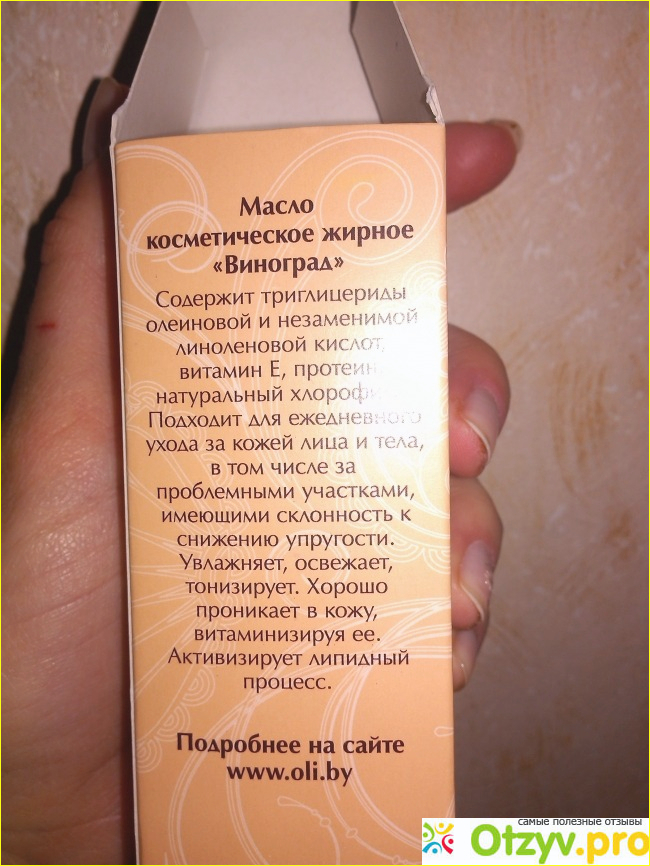 Масло
косметическое жирное
«Виноград»
Содержит триглицериды
олеиновой и незаменимой
линоленовой кислот,
витамин Е, протеин
натуральный
Подходит для ежедневного
ухода за кожей лица и тела,
в том числе за
проблемными участками,
имеющими склонность к
снижению упругости.
Увлажняет, освежает,
тонизирует. Хорошо
проникает в кожу,
витаминизируя ее.
Активизирует липидный
процесс.
Подробнее на сайте
www.oli.by
самые полезные отзывы
Otzyv.pro